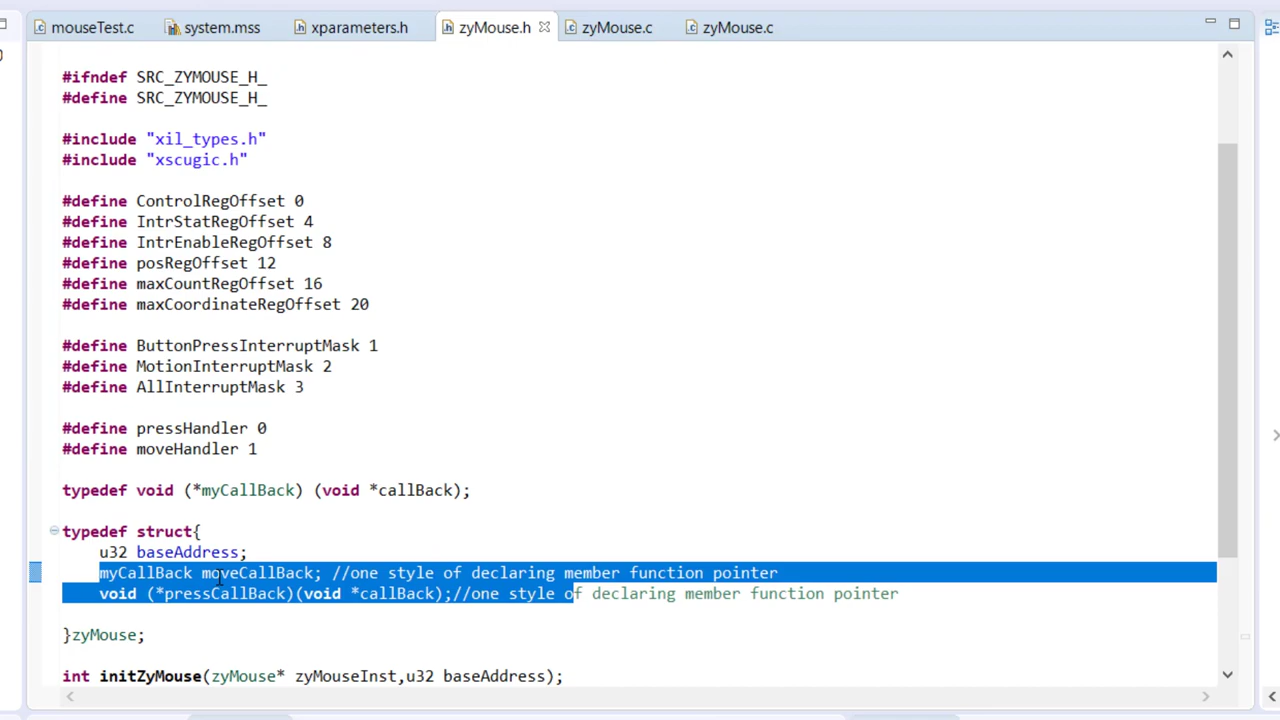 mouseTest.c system.mss xparameters.h zyMouse.h zyMouse.c zyMouse.c
#ifndef SRC_ZYMOUSE_H_
#define SRC_ZYMOUSE_H_
#include "xil_types.h"
#include "xscugic.h"
#define ControlRegOffset 0
#define IntrStatRegOffset 4
#define IntrEnableRegOffset 8
#define posRegOffset 12
#define maxCountRegOffset 16
#define maxCoordinateRegOffset 20
#define ButtonPressInterruptMask 1
#define MotionInterruptMask 2
#define AllInterruptMask 3
#define pressHandler 0
#define moveHandler 1
typedef void (*myCallBack) (void *callBack);
typedef struct{
u32 baseAddress;
myCallBack moveCallBack; //one style of declaring member function pointer
void (*pressCallBack)(void *callBack);//one style of declaring member function pointer
}zyMouse;
int initZyMouse(zyMouse* zyMouseInst,u32 baseAddress);